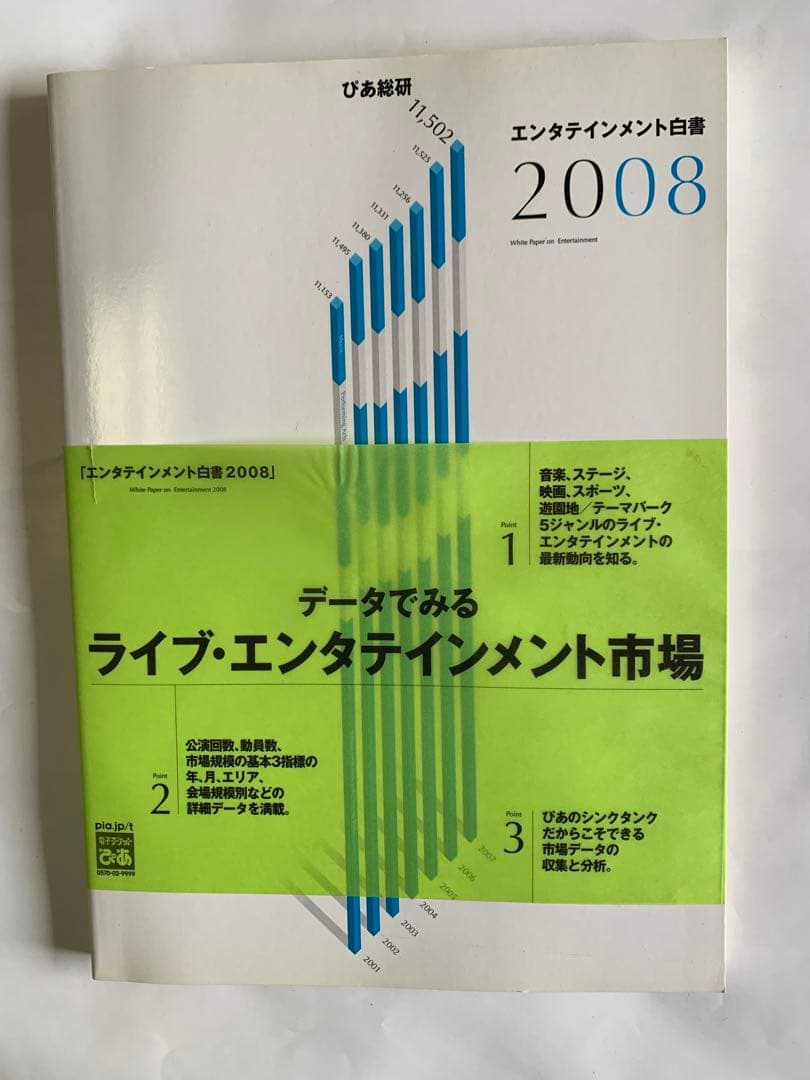 ぴあ総研
エンタテインメント白書
2008
White Paper on Entertainment
11,502
11,525
11,256
11,331
11,380
11,495
11,153
Performing Arts
「エンタテインメント白書2008」
White Paper on Entertainment 2008
Point
1
音楽、ステージ、
映画、スポーツ、
遊園地／テーマパーク
5ジャンルのライブ・
エンタテインメントの
最新動向を知る。
データでみる
ライブ・エンタテインメント市場
Point
2
公演回数、動員数、
市場規模の基本3指標の
年、月、エリア、
会場規模別などの
詳細データを満載。
Point
3
ぴあのシンクタンク
だからこそできる
市場データの
収集と分析。
pia.jp/t
電子チケット
ぴあ
0570-02-9999
2007
2006
2005
2004
2003
2002
2001